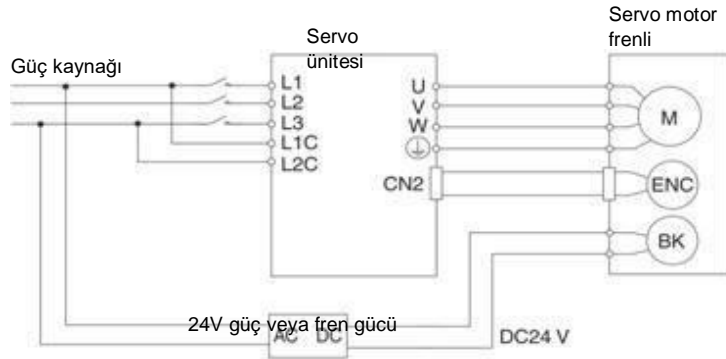 Servo motor
frenli
Servo
ünitesi
Güç kaynağı
L1
L2
L3
L1C
L2C
U
V
W
CN2
M
ENC
BK
24V güç veya fren gücü
AC DC
DC24 V